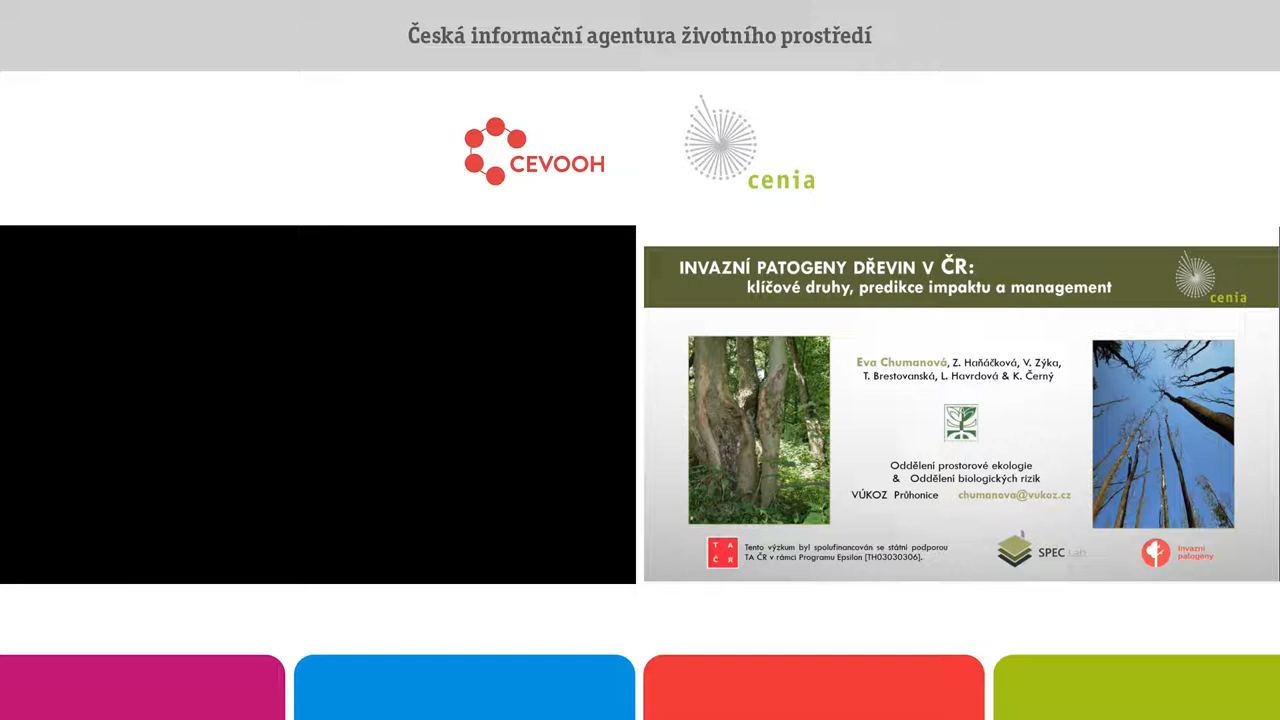 Česká informační agentura životního prostředí
CEVOOH
cenia
INVAZNÍ PATOGENY DŘEVIN V ČR:
klíčové druhy, predikce impaktu a management
cenia
Eva Chumanová, Z. Haňáčková, V. Zýka,
T. Brestovanská, L. Havrdová & K. Černý
Oddělení prostorové ekologie
& Oddělení biologických rizik
VÚKOZ Průhonice chumanova@vukoz.cz
T A
Č R
Tento výzkum byl spolufinancován se státní podporou
TA ČR v rámci Programu Epsilon [TH03030306].
SPEC Lab
Invazní
patogeny